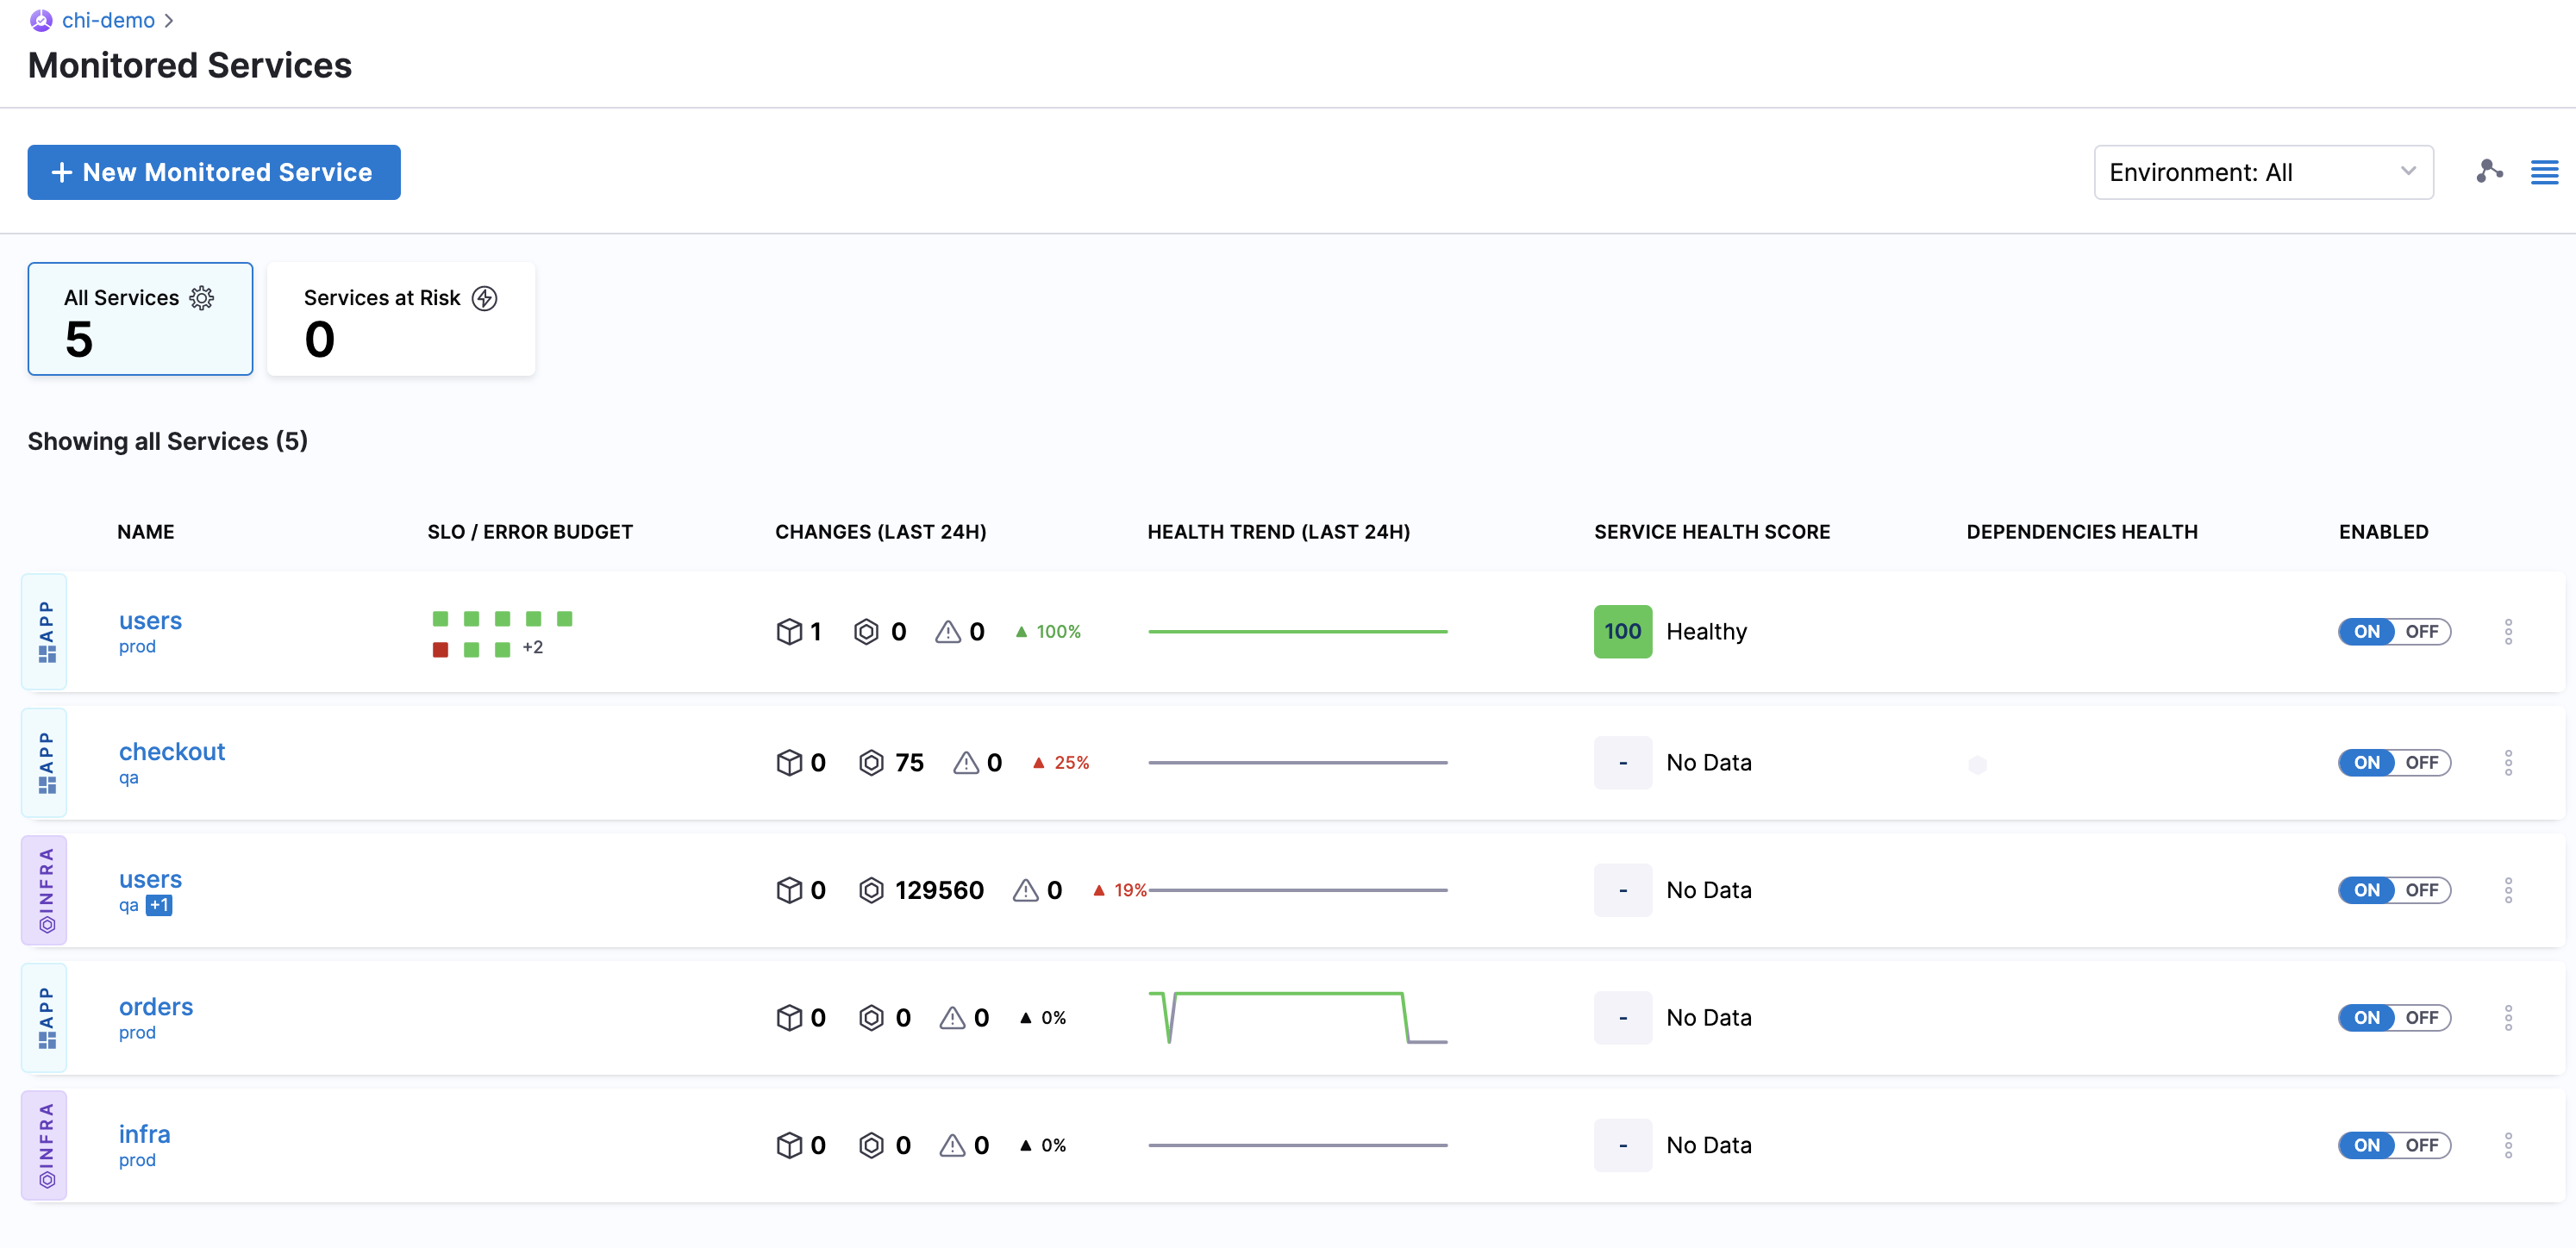 chi-demo >
Monitored Services
+ New Monitored Service
Environment: All
All Services
5
Services at Risk
0
Showing all Services (5)
NAME SLO / ERROR BUDGET CHANGES (LAST 24H) HEALTH TREND (LAST 24H) SERVICE HEALTH SCORE DEPENDENCIES HEALTH ENABLED
APP users 1 0 0 100% 100 Healthy ON OFF
prod +2
APP checkout 0 75 0 25% - No Data ON OFF
qa
INFRA users 0 129560 0 19% - No Data ON OFF
qa +1
APP orders 0 0 0 0% - No Data ON OFF
prod
INFRA infra 0 0 0 0% - No Data ON OFF
prod